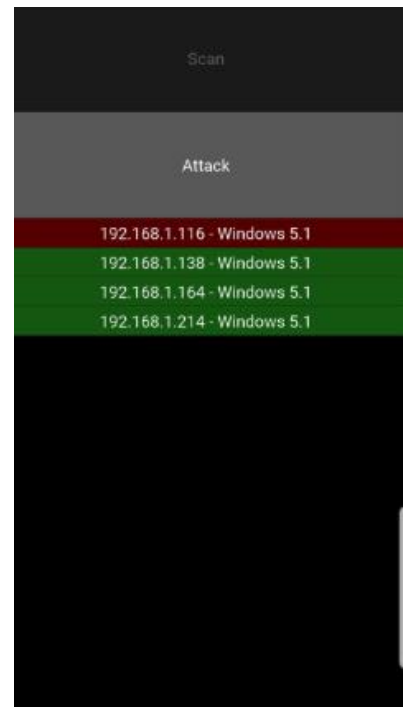 Scan
Attack
192.168.1.116 - Windows 5.1
192.168.1.138 - Windows 5.1
192.168.1.164 - Windows 5.1
192.168.1.214 - Windows 5.1